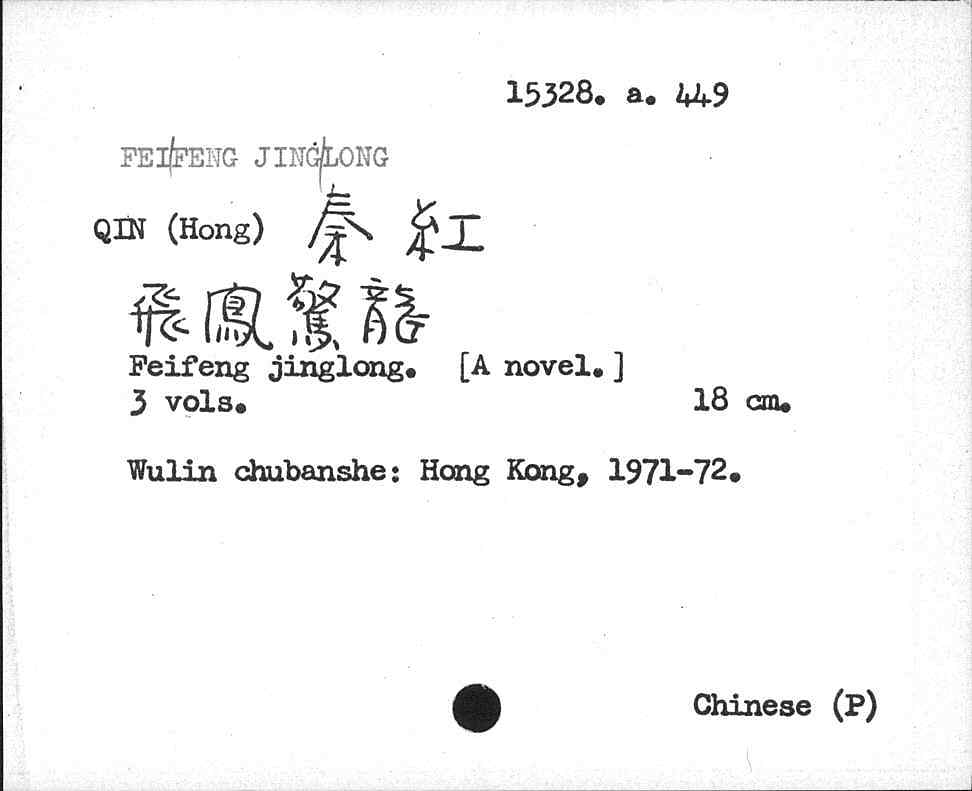 15328. a. 449
FEI/FENG JING/LONG
QIN (Hong) 秦 紅
飛鳳驚龍
Feifeng jinglong. [A novel.]
3 vols. 18 cm.
Wulin chubanshe: Hong Kong, 1971-72.
Chinese (P)